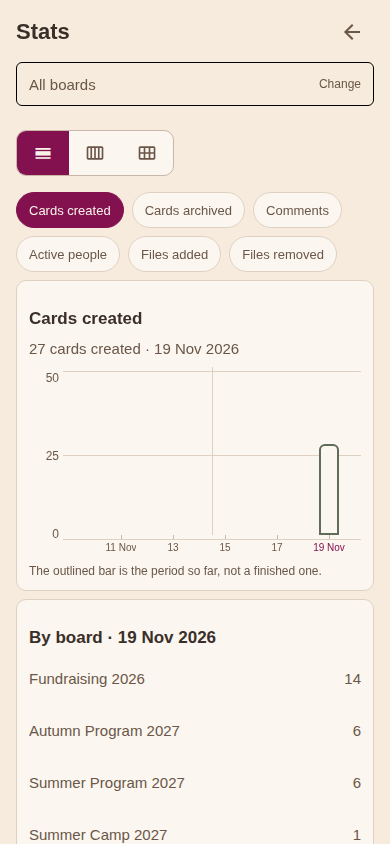 Stats
All boards Change
Cards created Cards archived Comments
Active people Files added Files removed
Cards created
27 cards created · 19 Nov 2026
50
25
0
11 Nov 13 15 17 19 Nov
The outlined bar is the period so far, not a finished one.
By board · 19 Nov 2026
Fundraising 2026 14
Autumn Program 2027 6
Summer Program 2027 6
Summer Camp 2027 1